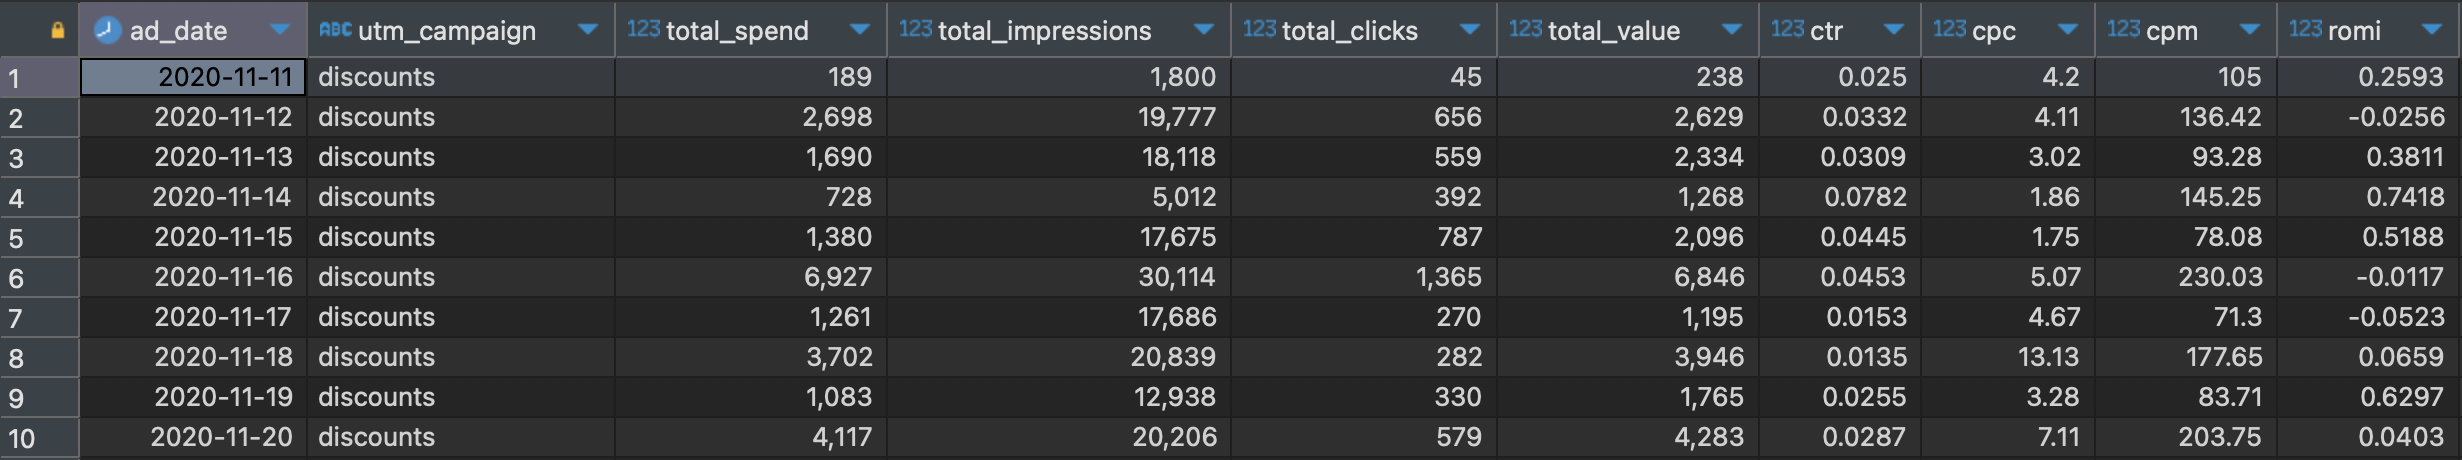 ad_date ABC utm_campaign 123 total_spend 123 total_impressions 123 total_clicks 123 total_value 123 ctr 123 cpc 123 cpm 123 romi
1 2020-11-11 discounts 189 1,800 45 238 0.025 4.2 105 0.2593
2 2020-11-12 discounts 2,698 19,777 656 2,629 0.0332 4.11 136.42 -0.0256
3 2020-11-13 discounts 1,690 18,118 559 2,334 0.0309 3.02 93.28 0.3811
4 2020-11-14 discounts 728 5,012 392 1,268 0.0782 1.86 145.25 0.7418
5 2020-11-15 discounts 1,380 17,675 787 2,096 0.0445 1.75 78.08 0.5188
6 2020-11-16 discounts 6,927 30,114 1,365 6,846 0.0453 5.07 230.03 -0.0117
7 2020-11-17 discounts 1,261 17,686 270 1,195 0.0153 4.67 71.3 -0.0523
8 2020-11-18 discounts 3,702 20,839 282 3,946 0.0135 13.13 177.65 0.0659
9 2020-11-19 discounts 1,083 12,938 330 1,765 0.0255 3.28 83.71 0.6297
10 2020-11-20 discounts 4,117 20,206 579 4,283 0.0287 7.11 203.75 0.0403